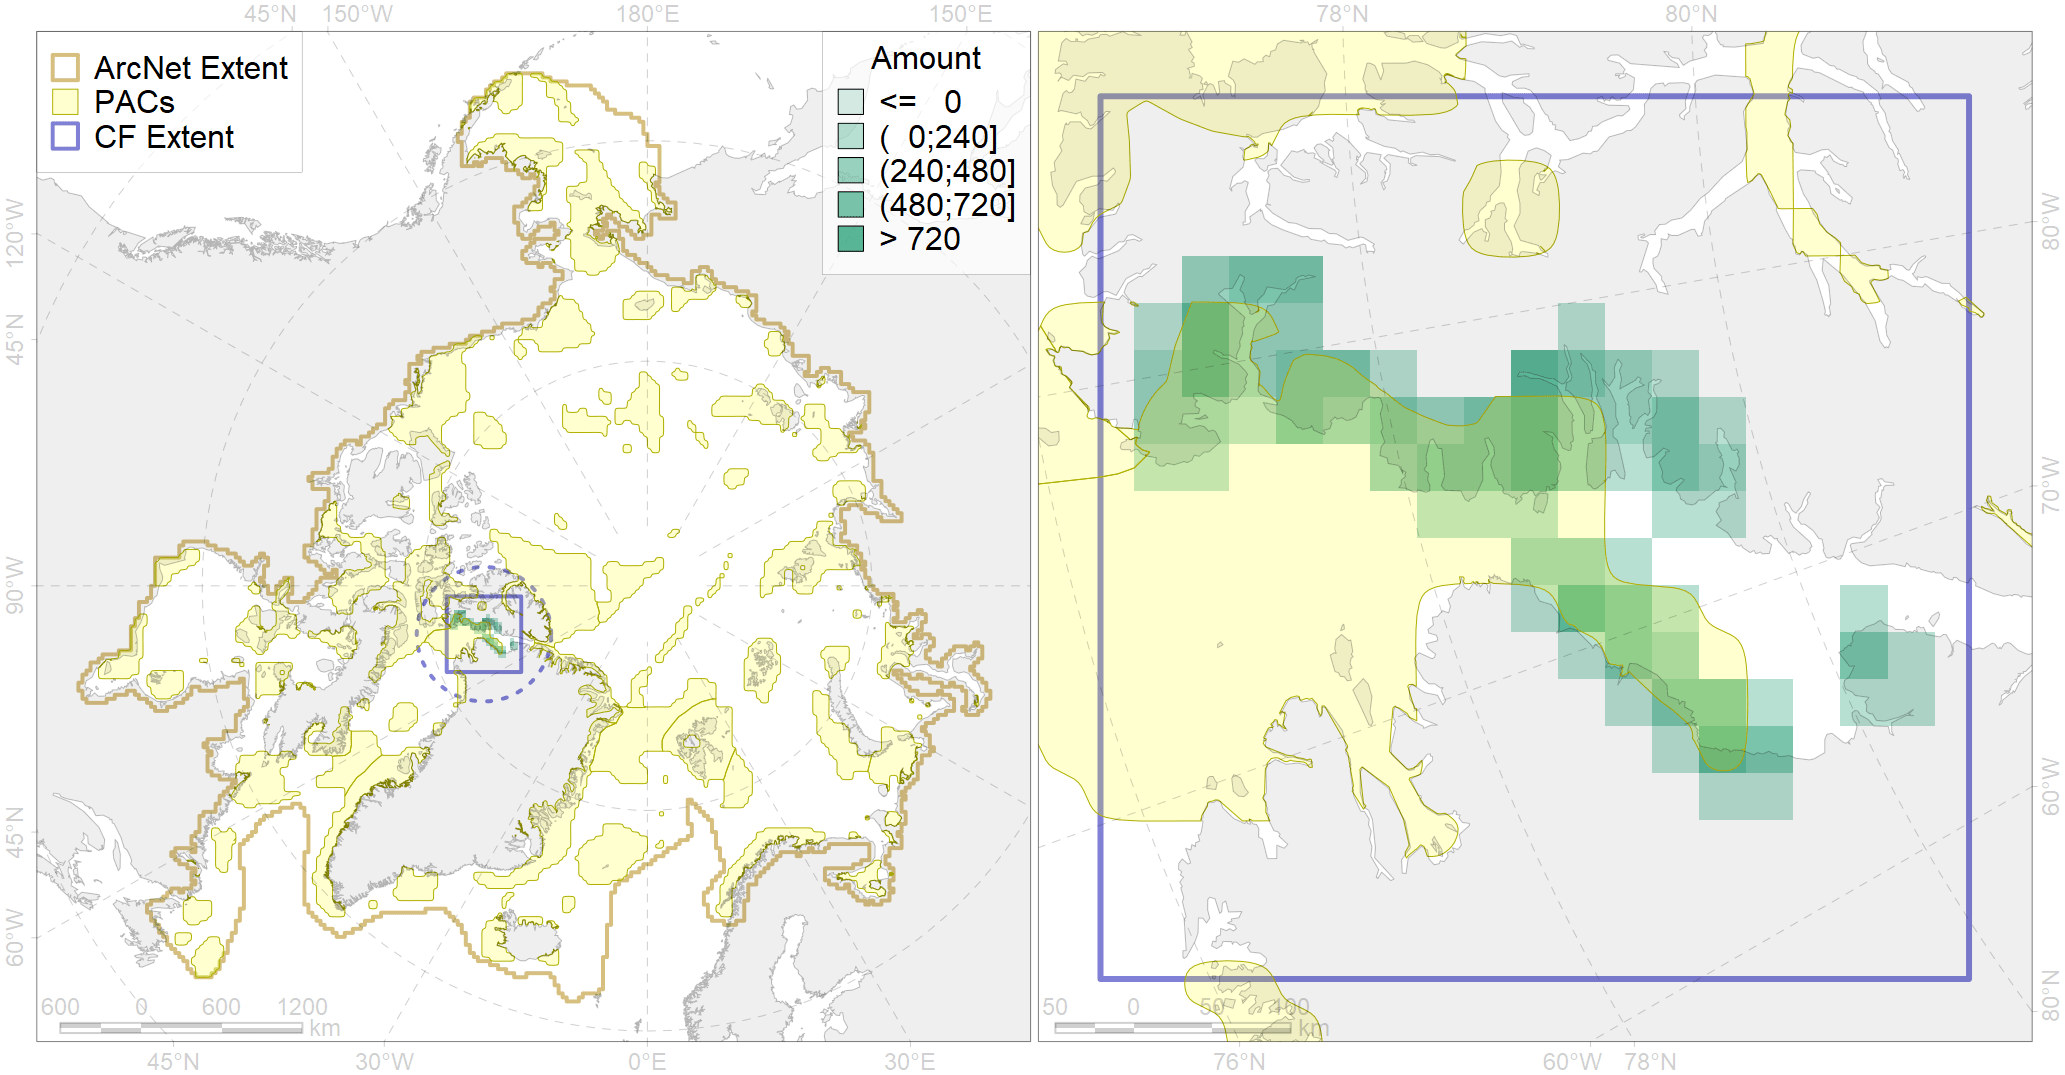 45°N 150°W 180°E 150°E 78°N 80°N
ArcNet Extent
PACs
CF Extent
Amount
<= 0
( 0;240]
(240;480]
(480;720]
> 720
120°W
45°N
90°W
45°N
60°W
80°W
70°W
60°W
80°N
600 0 600 1200
km
50 0 50 100
km
45°N 30°W 0°E 30°E 76°N 60°W 78°N